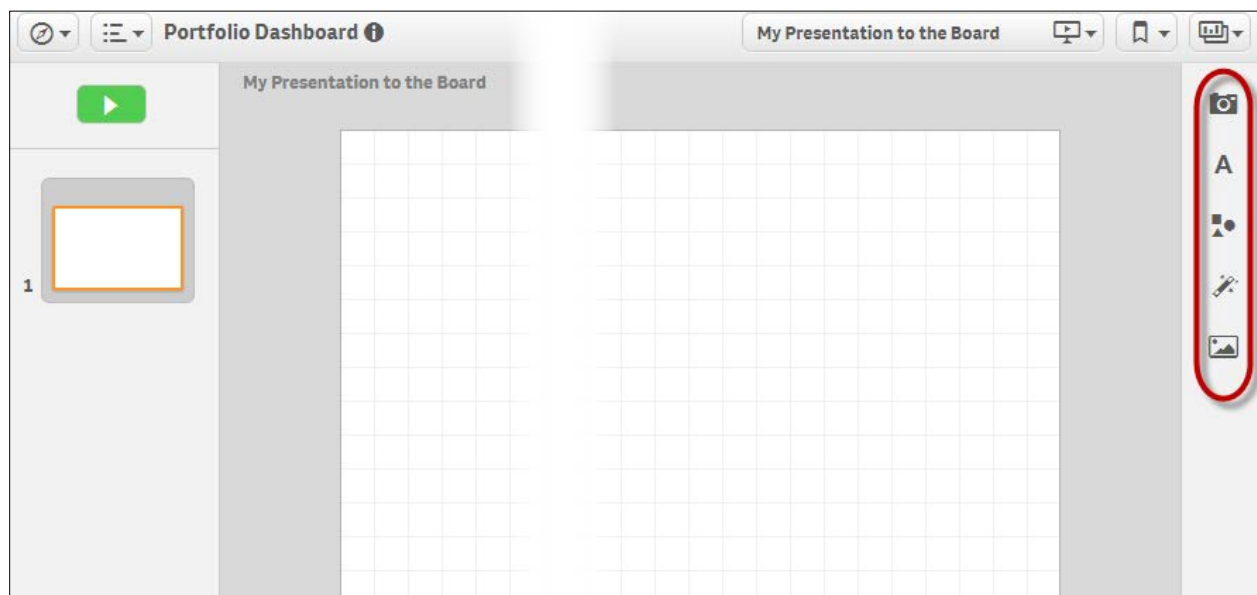 Portfolio Dashboard
My Presentation to the Board
My Presentation to the Board
1
A